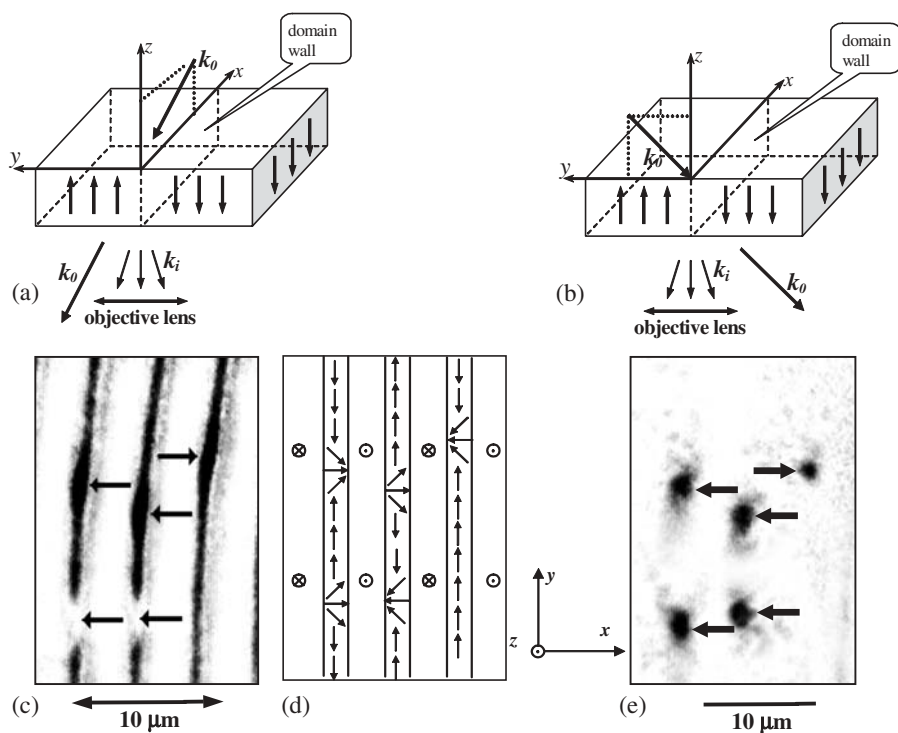 z
k₀
x
domain
wall
y
k₀
kᵢ
(a)
objective lens
z
x
domain
wall
k₀
y
kᵢ
k₀
(b)
objective lens
(c)
10 μm
(d)
y
z
x
(e)
10 μm